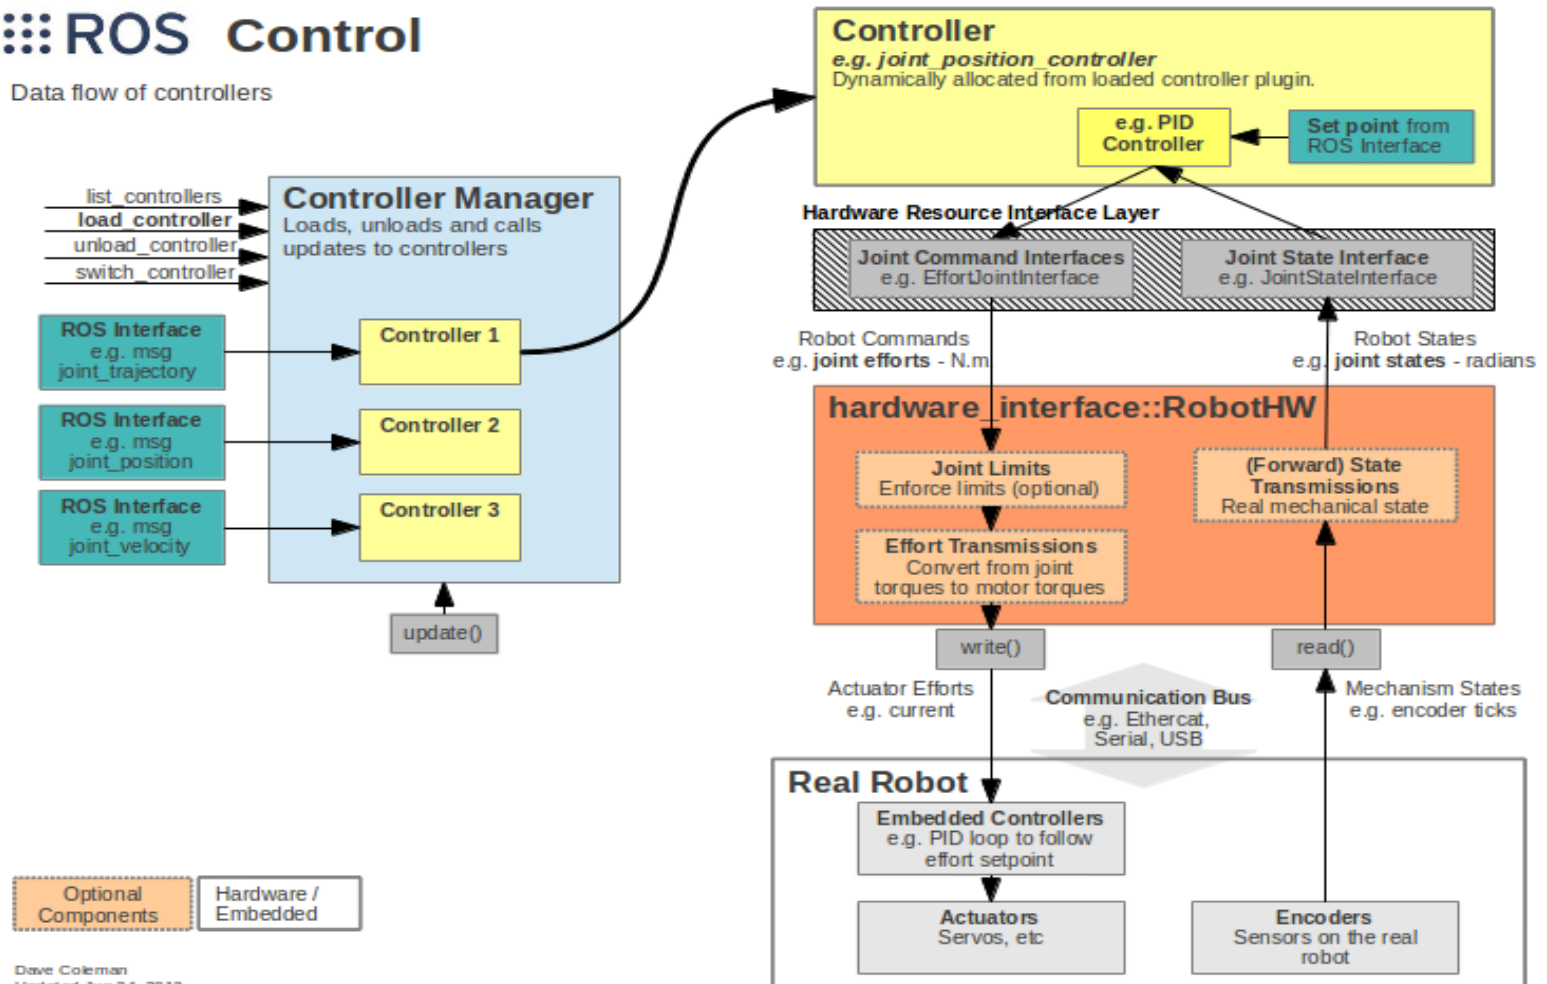 ROS Control
Data flow of controllers
list_controllers
load_controller
unload_controller
switch_controller
Controller Manager
Loads, unloads and calls
updates to controllers
ROS Interface
e.g. msg
joint_trajectory
Controller 1
ROS Interface
e.g. msg
joint_position
Controller 2
ROS Interface
e.g. msg
joint_velocity
Controller 3
update()
Controller
e.g. joint_position_controller
Dynamically allocated from loaded controller plugin.
e.g. PID
Controller
Set point from
ROS Interface
Hardware Resource Interface Layer
Joint Command Interfaces
e.g. EffortJointInterface
Joint State Interface
e.g. JointStateInterface
Robot Commands
e.g. joint efforts - N.m
Robot States
e.g. joint states - radians
hardware_interface::RobotHW
Joint Limits
Enforce limits (optional)
Effort Transmissions
Convert from joint
torques to motor torques
(Forward) State
Transmissions
Real mechanical state
write()
read()
Actuator Efforts
e.g. current
Communication Bus
e.g. Ethercat,
Serial, USB
Mechanism States
e.g. encoder ticks
Real Robot
Embedded Controllers
e.g. PID loop to follow
effort setpoint
Actuators
Servos, etc
Encoders
Sensors on the real
robot
Optional
Components
Hardware /
Embedded
Dave Coleman